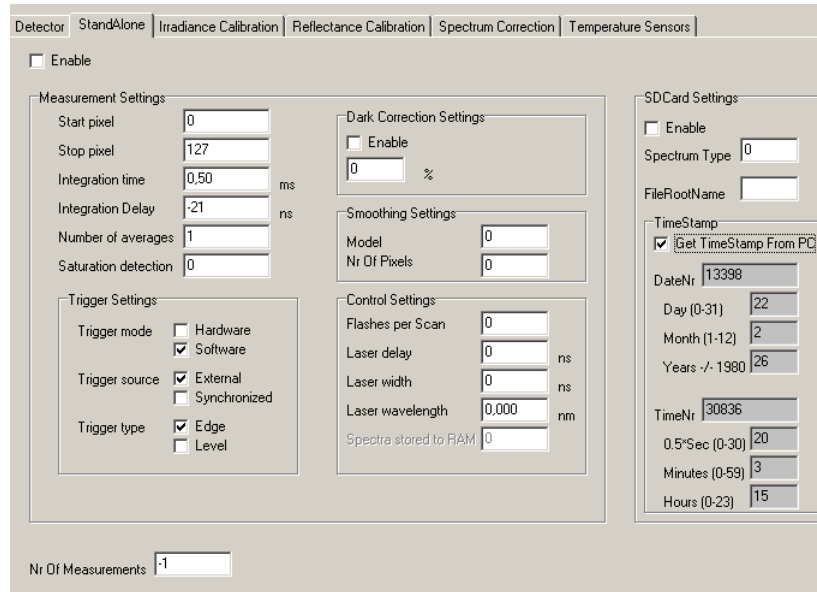 Detector StandAlone Irradiance Calibration Reflectance Calibration Spectrum Correction Temperature Sensors
Enable
Measurement Settings
Start pixel 0
Stop pixel 127
Integration time 0,50 ms
Integration Delay -21 ns
Number of averages 1
Saturation detection 0
Trigger Settings
Trigger mode Hardware
Software
Trigger source External
Synchronized
Trigger type Edge
Level
Dark Correction Settings
Enable
0 %
Smoothing Settings
Model 0
Nr Of Pixels 0
Control Settings
Flashes per Scan 0
Laser delay 0 ns
Laser width 0 ns
Laser wavelength 0,000 nm
Spectra stored to RAM 0
SDCard Settings
Enable
Spectrum Type 0
FileRootName
TimeStamp
Get TimeStamp From PC
DateNr 13398
Day (0-31) 22
Month (1-12) 2
Years -/- 1980 26
TimeNr 30836
0.5*Sec (0-30) 20
Minutes (0-59) 3
Hours (0-23) 15
Nr Of Measurements -1